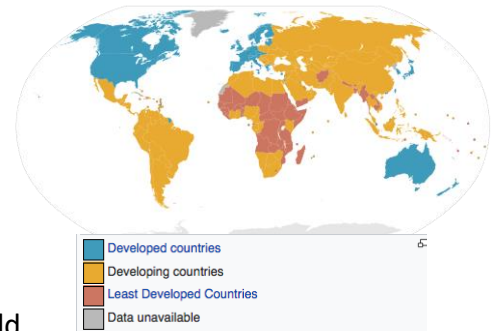 Developed countries
Developing countries
Least Developed Countries
Data unavailable